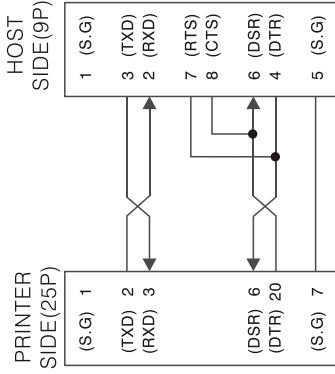 HOST
SIDE(9P)
1 (S.G)
3 (TXD)
2 (RXD)
7 (RTS)
8 (CTS)
6 (DSR)
4 (DTR)
5 (S.G)
PRINTER
SIDE(25P)
(S.G) 1
(TXD) 2
(RXD) 3
(DSR) 6
(DTR) 20
(S.G) 7